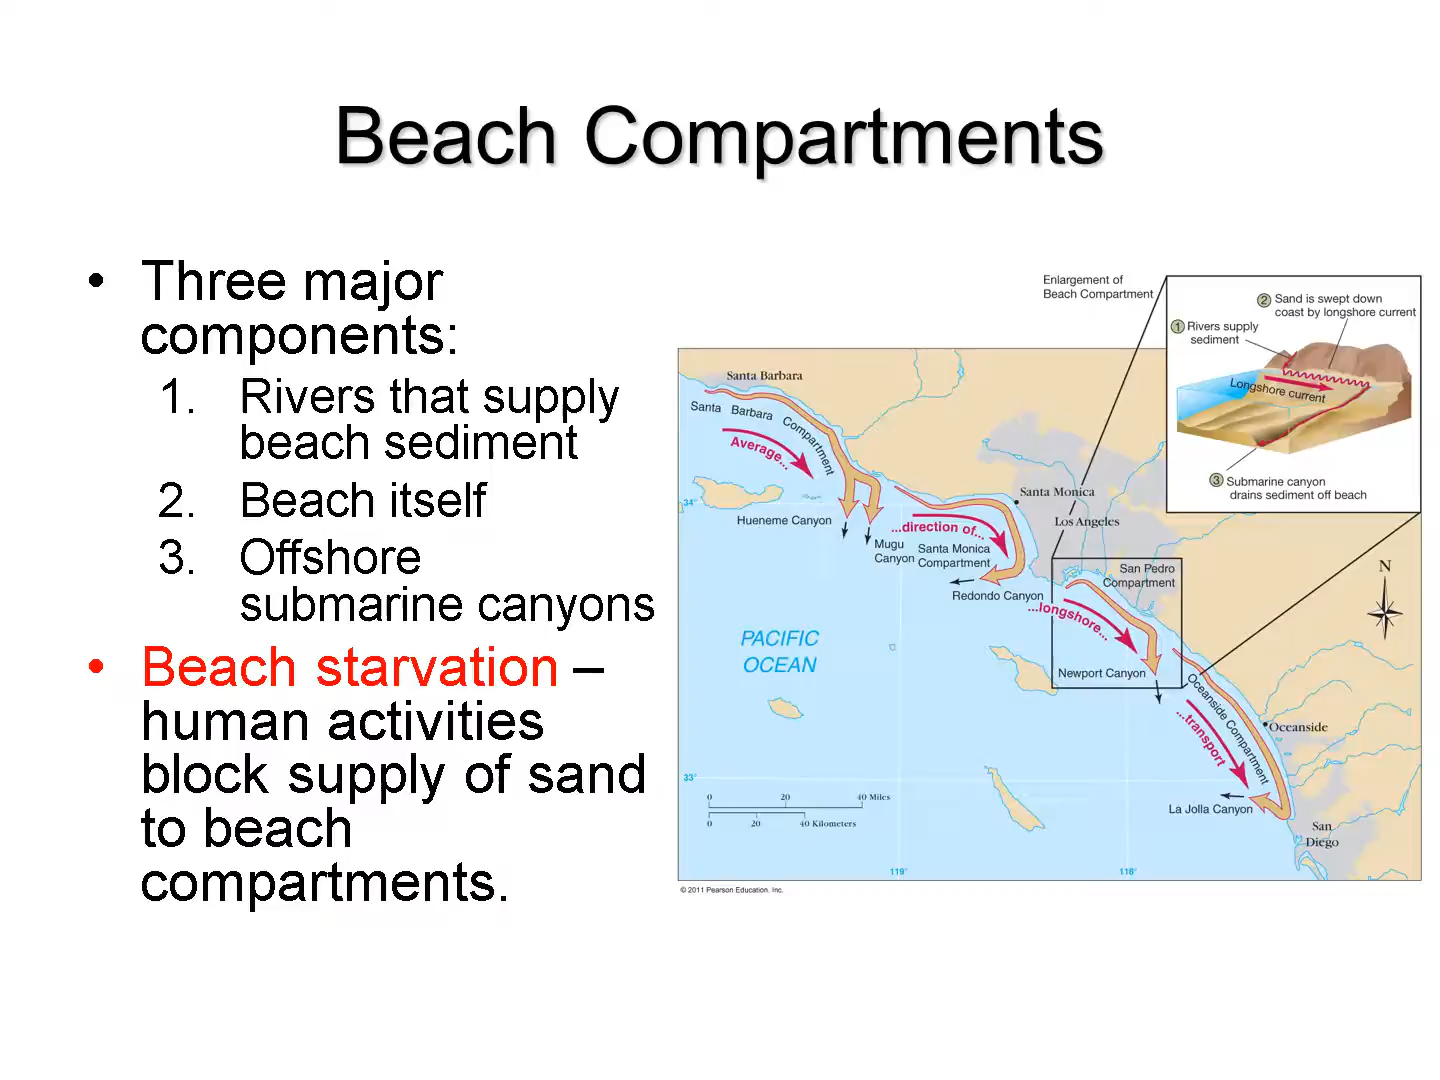 Beach Compartments
• Three major
components:
1. Rivers that supply
beach sediment
2. Beach itself
3. Offshore
submarine canyons
• Beach starvation –
human activities
block supply of sand
to beach
compartments.
Enlargement of
Beach Compartment
2 Sand is swept down
coast by longshore current
1 Rivers supply
sediment
Longshore current
3 Submarine canyon
drains sediment off beach
Santa Barbara
Santa Barbara Compartment
Average...
34°
Hueneme Canyon
Mugu
Canyon
...direction of...
Santa Monica
Compartment
Santa Monica
Los Angeles
Redondo Canyon
San Pedro
Compartment
...longshore...
Newport Canyon
N
PACIFIC
OCEAN
Oceanside Compartment
Oceanside
...transport
33°
0 20 40 Miles
0 20 40 Kilometers
La Jolla Canyon
San
Diego
119° 118°
© 2011 Pearson Education, Inc.